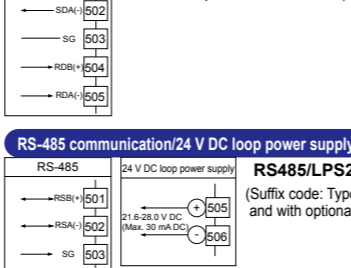 SDA(-) 502
SG 503
RDB(+) 504
RDA(-) 505
RS-485 communication/24 V DC loop power supply
RS-485
24 V DC loop power supply
RS485/LPS2
(Suffix code: Type
and with optiona
RSB(+) 501
RSA(-) 502
SG 503
21.6-28.0 V DC
(Max. 30 mA DC)
+ 505
- 506